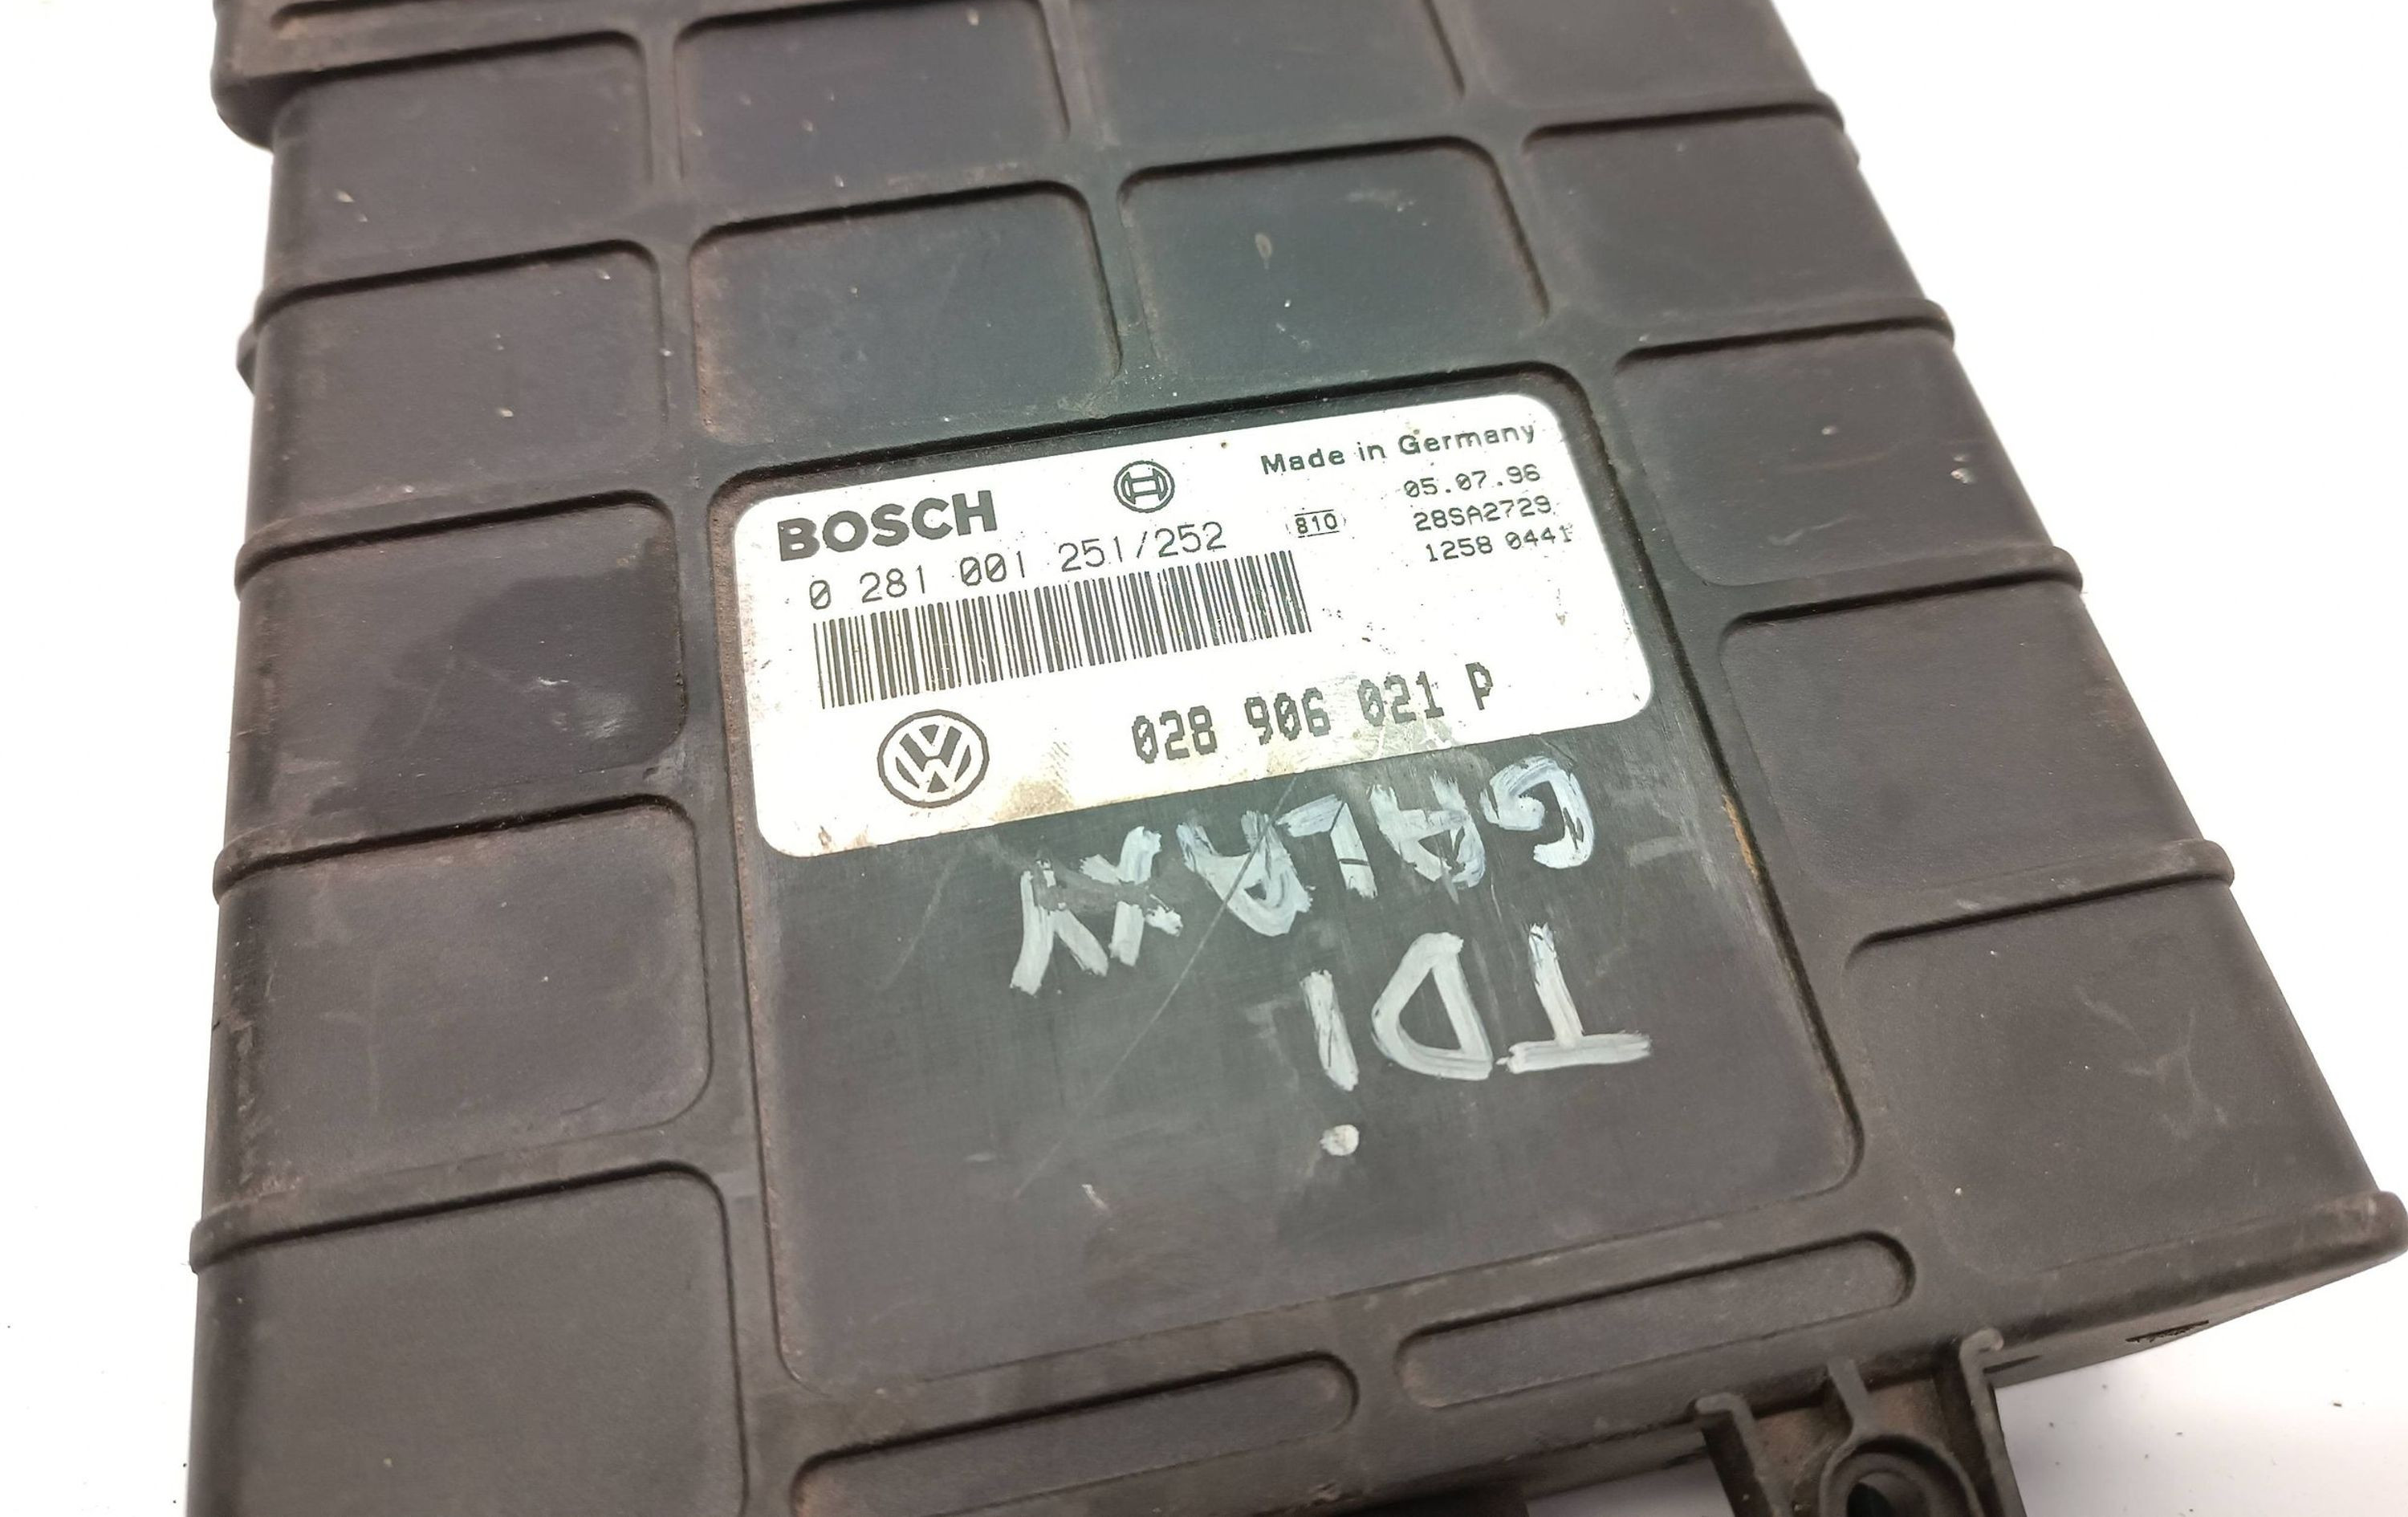 BOSCH
Made in Germany
05.07.96
0 281 001 251/252
810
28SA2729
1258 0441
VW
028 906 021 P
TDi
GALAXY